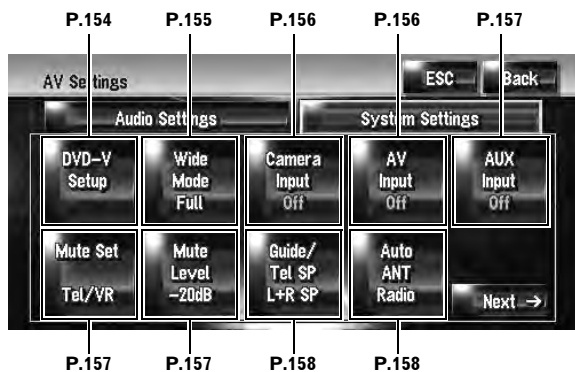 P.154 P.155 P.156 P.156 P.157
AV Settings ESC Back
Audio Settings System Settings
DVD-V Setup
Wide Mode Full
Camera Input Off
AV Input Off
AUX Input Off
Mute Set Tel/VR
Mute Level -20dB
Guide/ Tel SP L+R SP
Auto ANT Radio
Next →
P.157 P.157 P.158 P.158